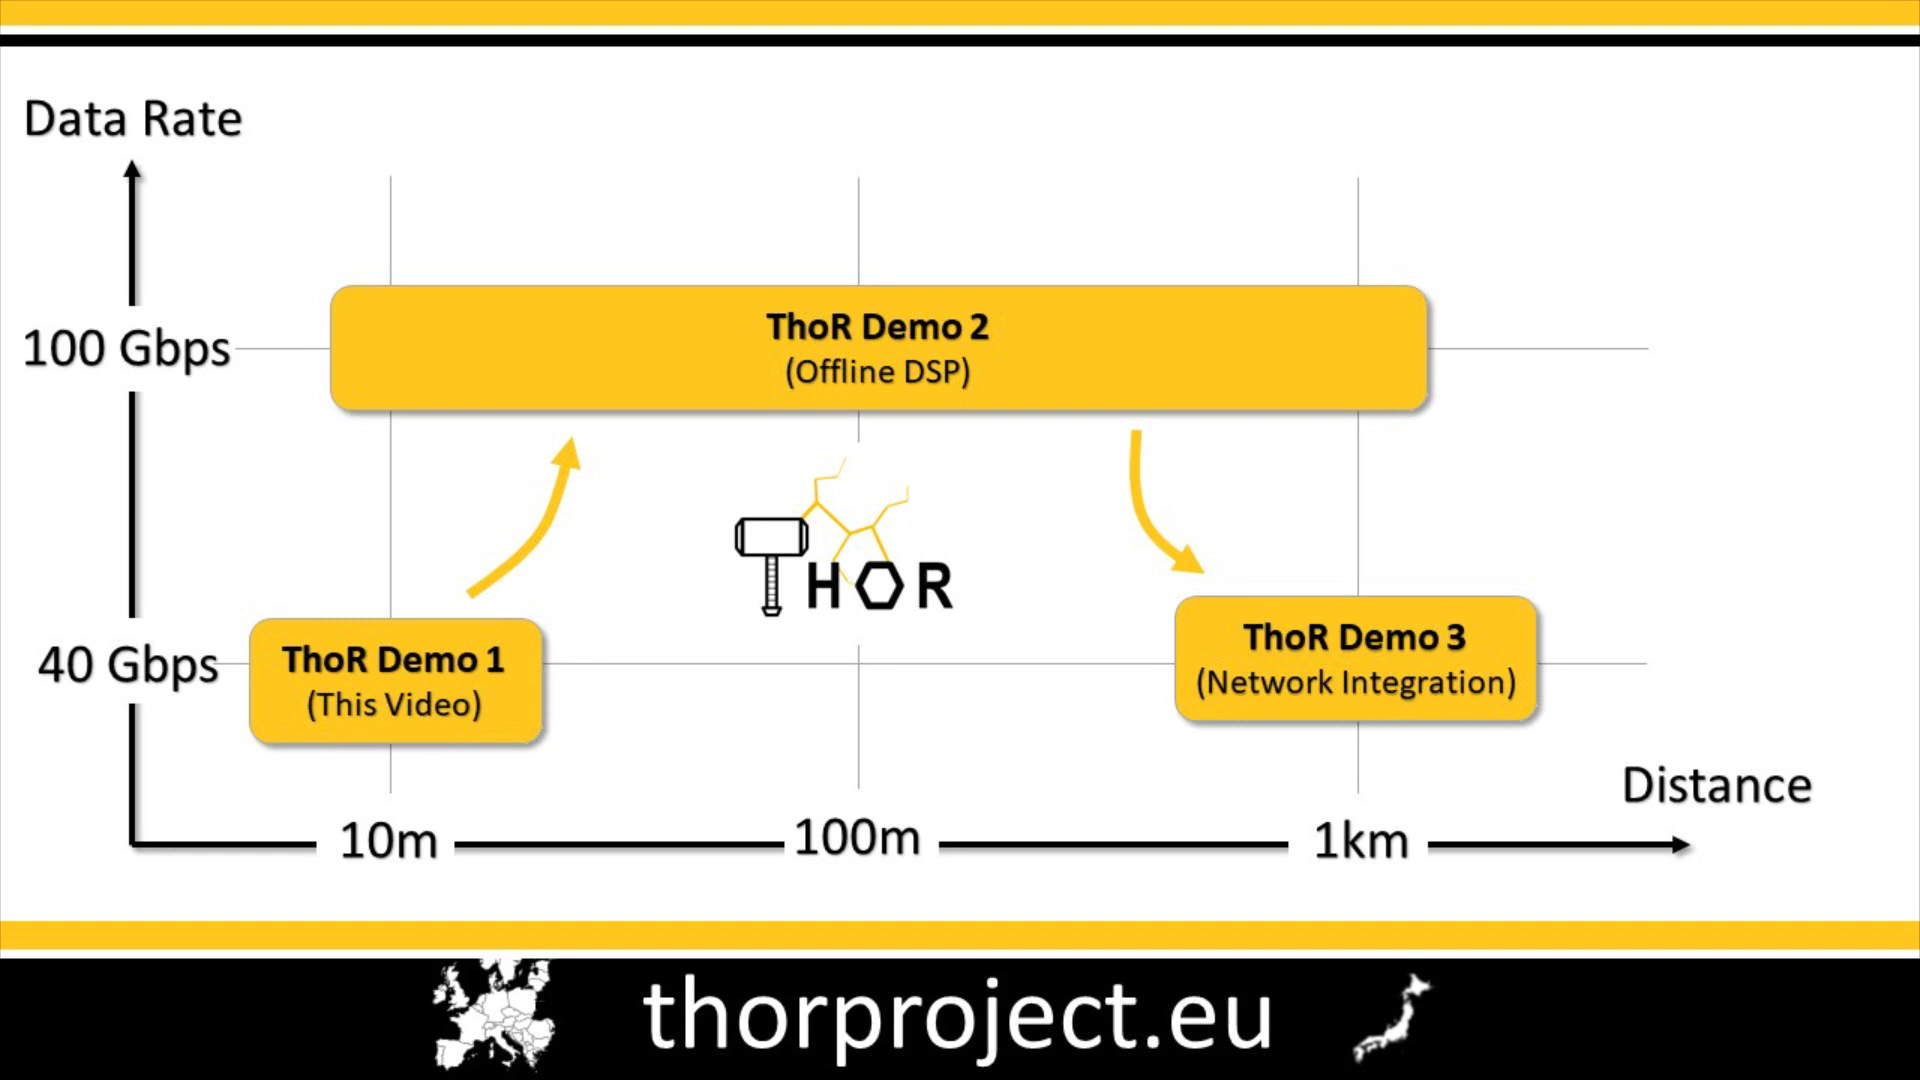 Data Rate
100 Gbps
ThoR Demo 2
(Offline DSP)
THOR
40 Gbps
ThoR Demo 1
(This Video)
ThoR Demo 3
(Network Integration)
Distance
10m
100m
1km
thorproject.eu